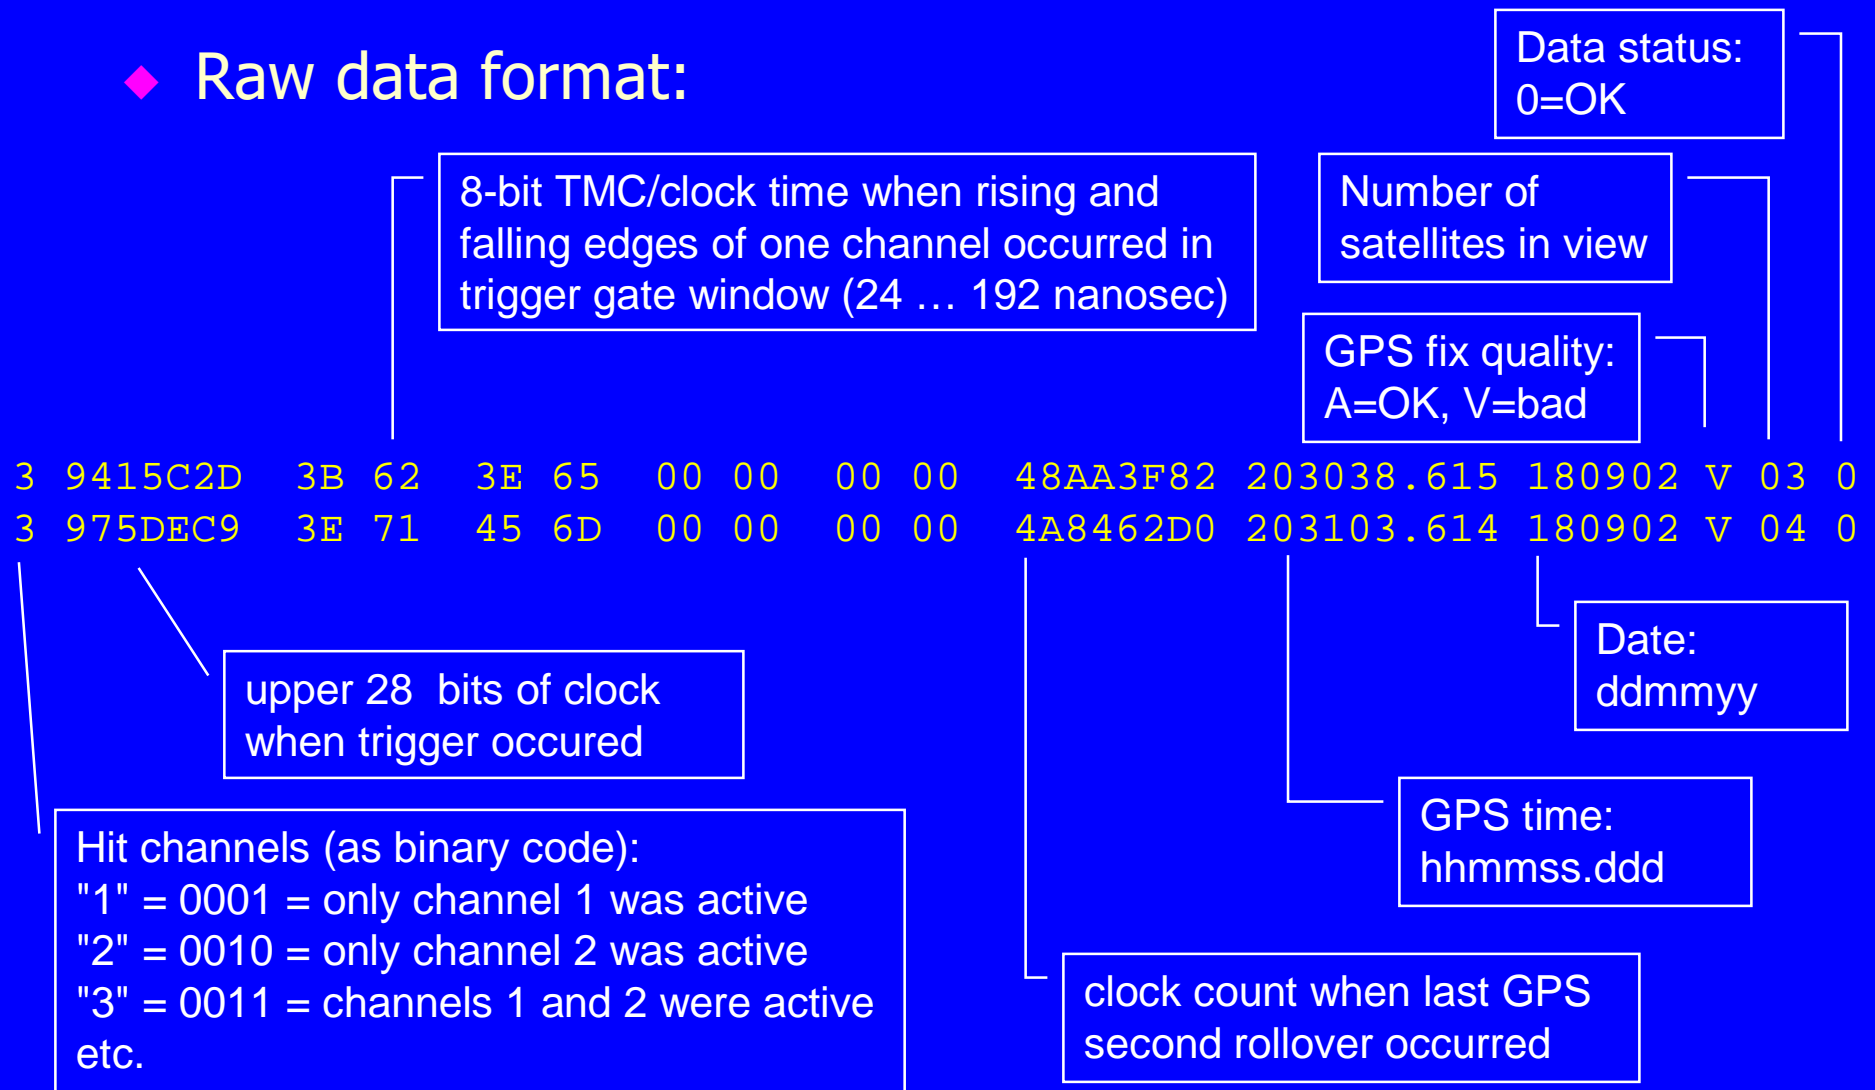 Raw data format:
Data status:
0=OK
8-bit TMC/clock time when rising and
falling edges of one channel occurred in
trigger gate window (24 … 192 nanosec)
Number of
satellites in view
GPS fix quality:
A=OK, V=bad
3 9415C2D 3B 62 3E 65 00 00 00 00 48AA3F82 203038.615 180902 V 03 0
3 975DEC9 3E 71 45 6D 00 00 00 00 4A8462D0 203103.614 180902 V 04 0
upper 28 bits of clock
when trigger occured
Date:
ddmmyy
GPS time:
hhmmss.ddd
Hit channels (as binary code):
"1" = 0001 = only channel 1 was active
"2" = 0010 = only channel 2 was active
"3" = 0011 = channels 1 and 2 were active
etc.
clock count when last GPS
second rollover occurred